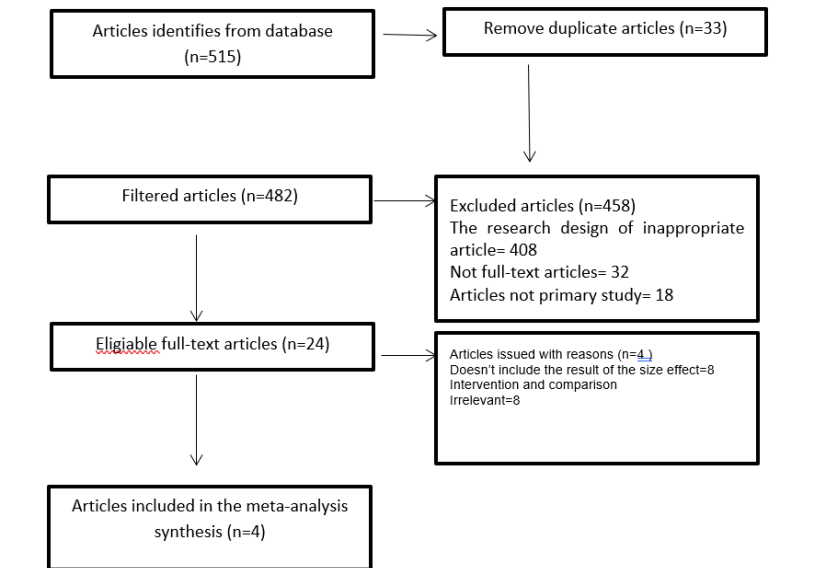 Articles identifies from database
(n=515)
Remove duplicate articles (n=33)
Filtered articles (n=482)
Excluded articles (n=458)
The research design of inappropriate
article= 408
Not full-text articles= 32
Articles not primary study= 18
Eligiable full-text articles (n=24)
Articles issued with reasons (n=4 )
Doesn't include the result of the size effect=8
Intervention and comparison
Irrelevant=8
Articles included in the meta-analysis
synthesis (n=4)